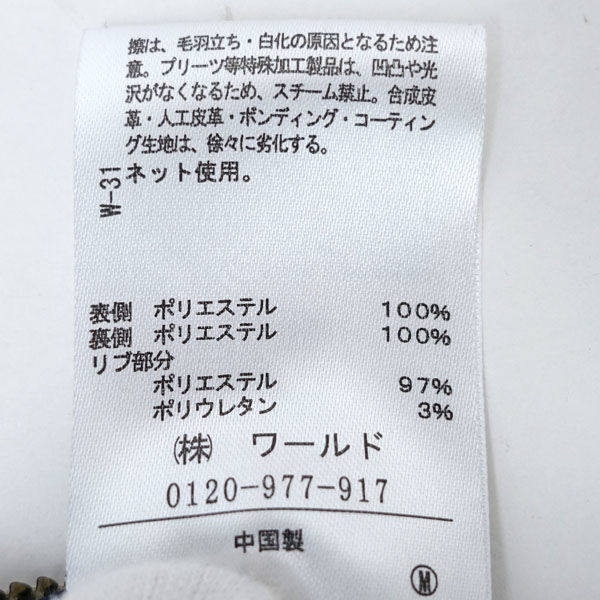 擦は、毛羽立ち・白化の原因となるため注
意。プリーツ等特殊加工製品は、凹凸や光
沢がなくなるため、スチーム禁止。合成皮
革・人工皮革・ボンディング・コーティン
グ生地は、徐々に劣化する。
ネット使用。
W-31
表側 ポリエステル 100%
裏側 ポリエステル 100%
リブ部分
ポリエステル 97%
ポリウレタン 3%
㈱ ワールド
0120-977-917
中国製
Ⓜ